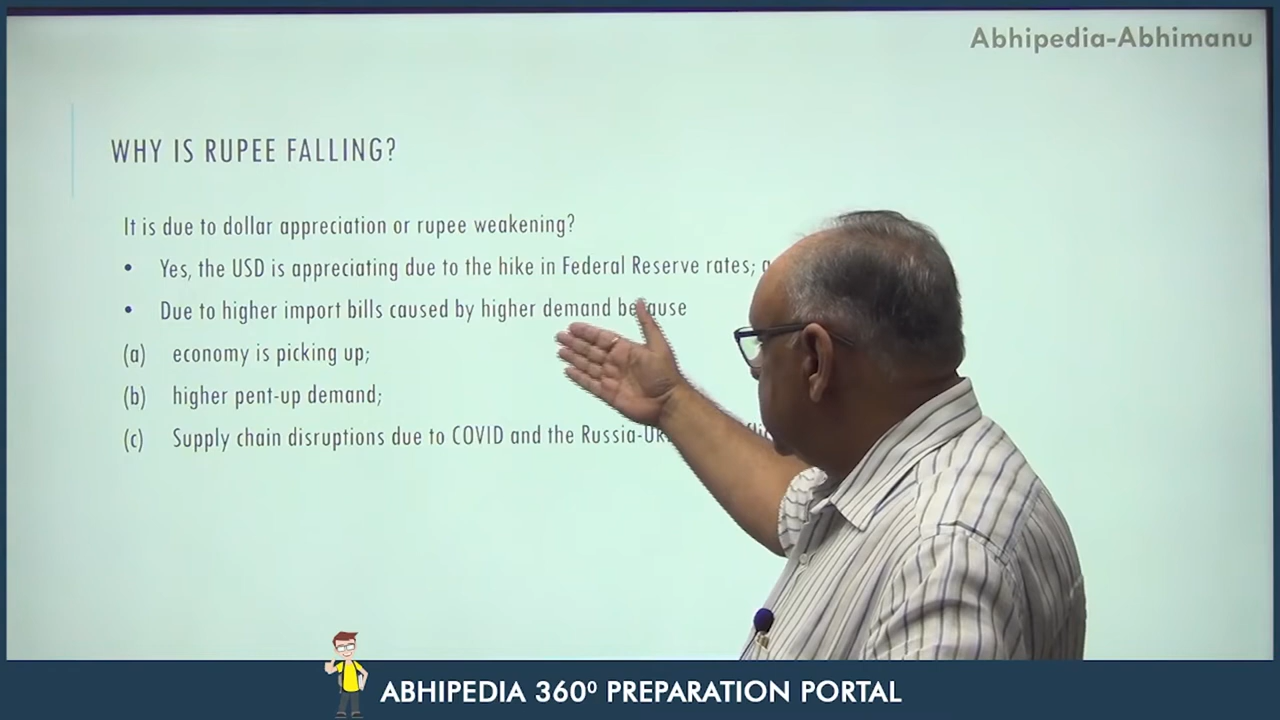 Abhipedia-Abhimanu
WHY IS RUPEE FALLING?
It is due to dollar appreciation or rupee weakening?
• Yes, the USD is appreciating due to the hike in Federal Reserve rates;
• Due to higher import bills caused by higher demand because
(a) economy is picking up;
(b) higher pent-up demand;
(c) Supply chain disruptions due to COVID and the
ABHIPEDIA 360⁰ PREPARATION PORTAL